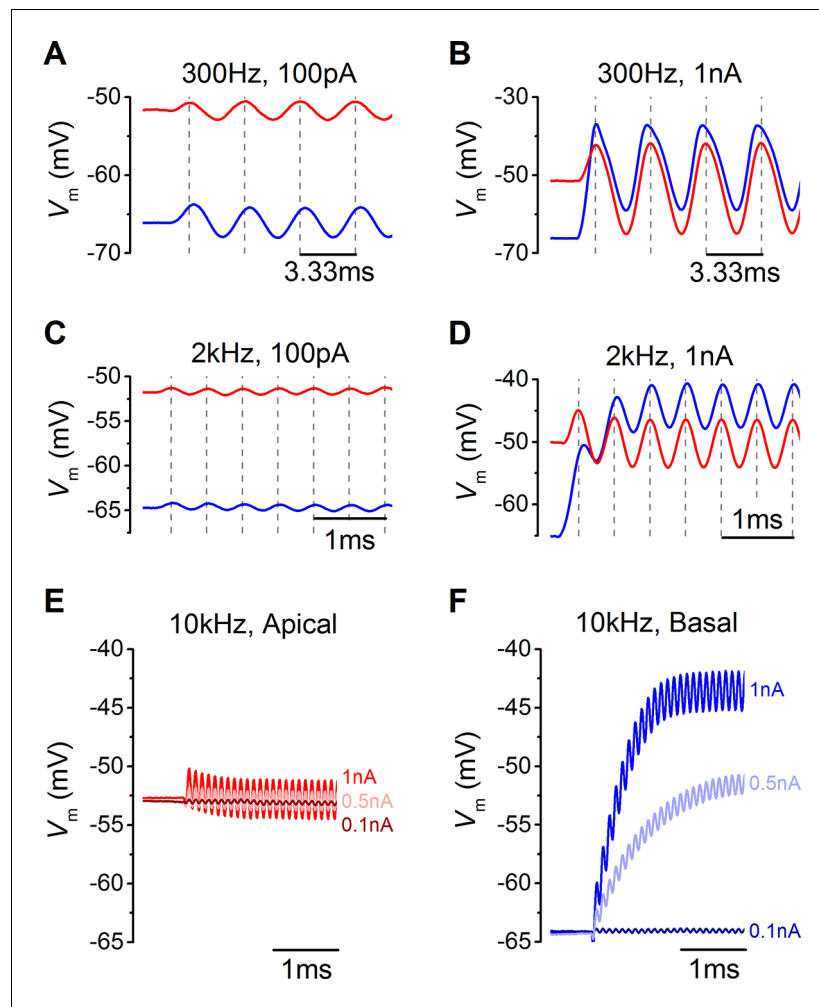 A
300Hz, 100pA
-50
-60
-70
Vm (mV)
3.33ms
B
300Hz, 1nA
-30
-50
-70
Vm (mV)
3.33ms
C
2kHz, 100pA
-50
-55
-60
-65
Vm (mV)
1ms
D
2kHz, 1nA
-40
-50
-60
Vm (mV)
1ms
E
10kHz, Apical
-40
-45
-50
-55
-60
-65
Vm (mV)
1nA
0.5nA
0.1nA
1ms
F
10kHz, Basal
-40
-45
-50
-55
-60
-65
Vm (mV)
1nA
0.5nA
0.1nA
1ms